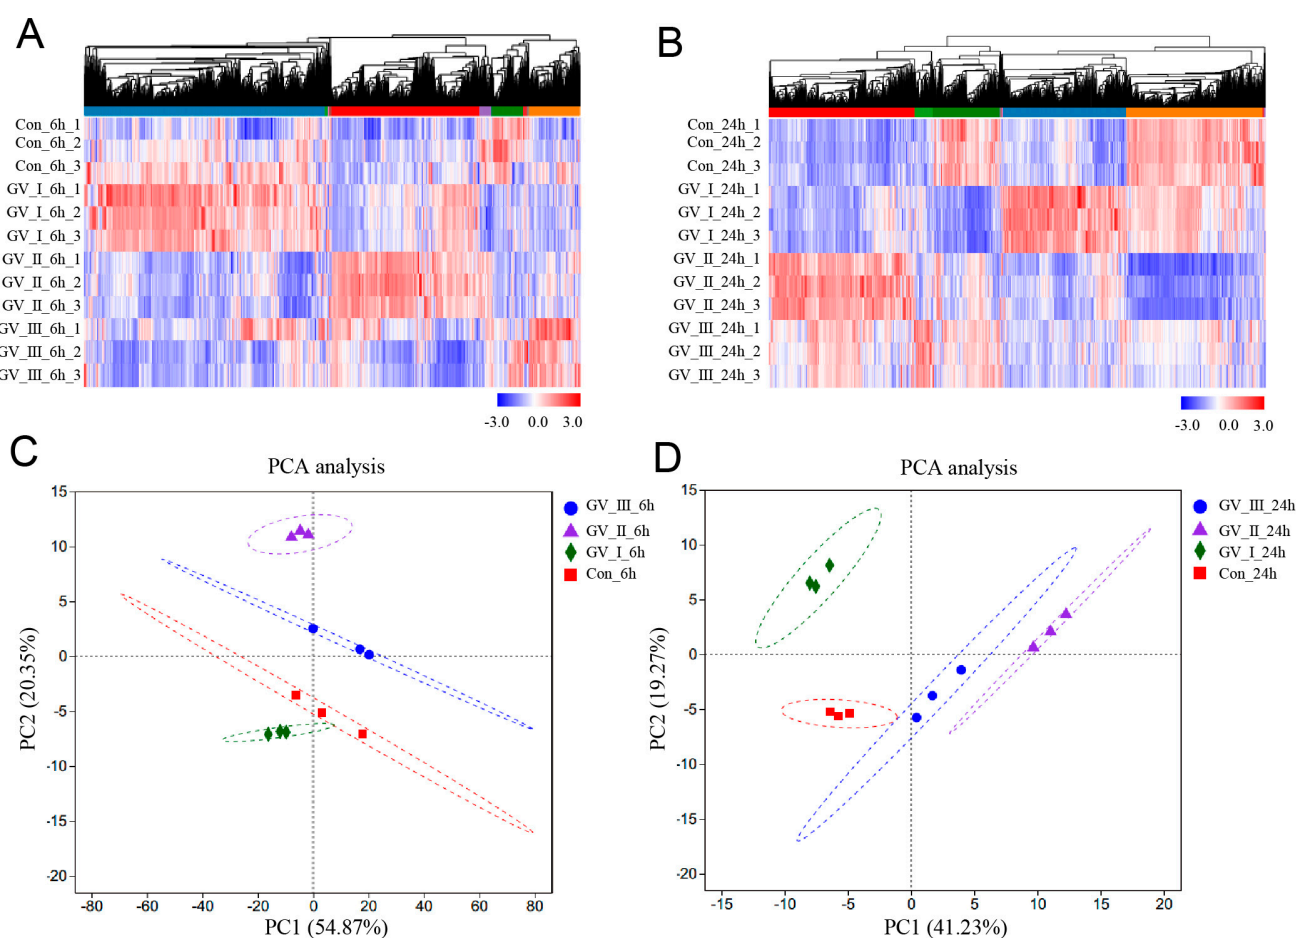 A
Con_6h_1
Con_6h_2
Con_6h_3
GV_I_6h_1
GV_I_6h_2
GV_I_6h_3
GV_II_6h_1
GV_II_6h_2
GV_II_6h_3
GV_III_6h_1
GV_III_6h_2
GV_III_6h_3
-3.0 0.0 3.0
B
Con_24h_1
Con_24h_2
Con_24h_3
GV_I_24h_1
GV_I_24h_2
GV_I_24h_3
GV_II_24h_1
GV_II_24h_2
GV_II_24h_3
GV_III_24h_1
GV_III_24h_2
GV_III_24h_3
-3.0 0.0 3.0
C
PCA analysis
15
10
5
0
-5
-10
-15
-20
PC2 (20.35%)
-80 -60 -40 -20 0 20 40 60 80
PC1 (54.87%)
GV_III_6h
GV_II_6h
GV_I_6h
Con_6h
D
PCA analysis
15
10
5
0
-5
-10
-15
-20
PC2 (19.27%)
-15 -10 -5 0 5 10 15 20
PC1 (41.23%)
GV_III_24h
GV_II_24h
GV_I_24h
Con_24h